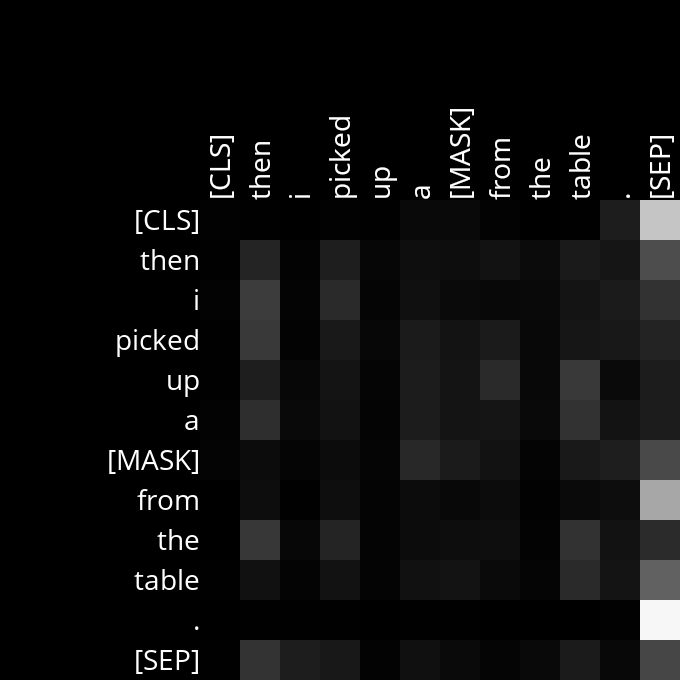 [CLS] then i picked up a [MASK] from the table . [SEP]
[CLS]
then
i
picked
up
a
[MASK]
from
the
table
.
[SEP]